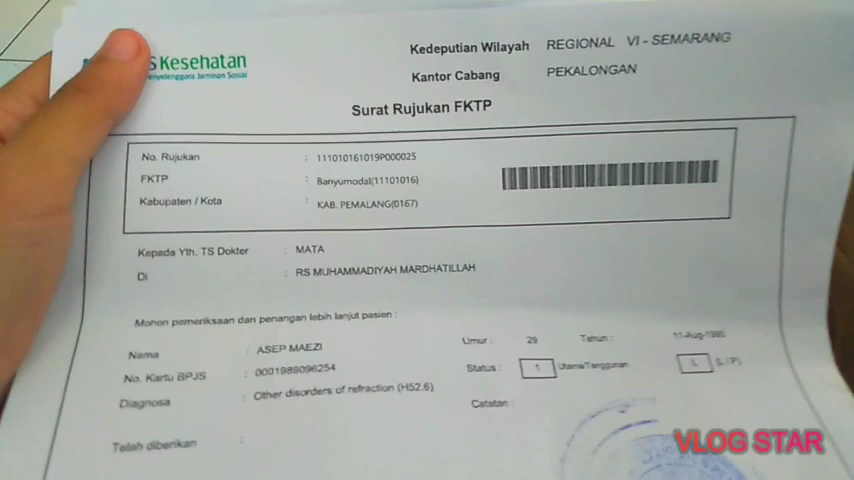 S Kesehatan
Penyelenggara Jaminan Sosial
Kedeputian Wilayah REGIONAL VI - SEMARANG
Kantor Cabang PEKALONGAN
Surat Rujukan FKTP
No. Rujukan : 111010161019P000025
FKTP : Banyumodal(11101016)
Kabupaten / Kota : KAB. PEMALANG(0167)
Kepada Yth. TS Dokter : MATA
Di : RS MUHAMMADIYAH MARDHATILLAH
Mohon pemeriksaan dan penangan lebih lanjut pasien :
Nama : ASEP MAEZI Umur : 29 Tahun : 11-Aug-1990
No. Kartu BPJS : 0001989096254 Status : 1 Utama/Tanggunan L (L / P)
Diagnosa : Other disorders of refraction (H52.6) Catatan :
Telah diberikan :
VLOG STAR